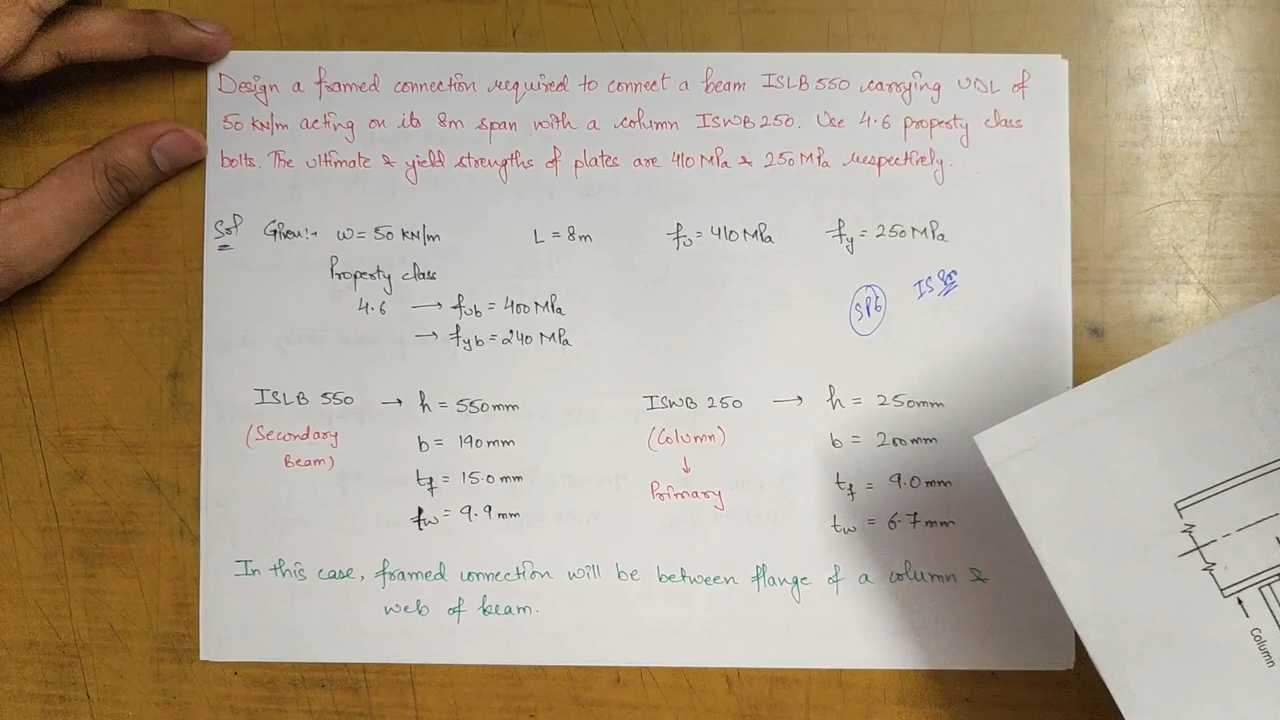 Design a framed connection required to connect a beam ISLB 550 carrying UDL of
50 KN/m acting on its 8m span with a column ISWB 250. Use 4.6 property class
bolts. The ultimate & yield strengths of plates are 410 MPa & 250 MPa respectively.
Sol Given:- w = 50 KN/m L = 8m fu = 410 MPa fy = 250 MPa
Property class
4.6 → fub = 400 MPa
→ fyb = 240 MPa
SP6 IS 800
ISLB 550 → h = 550mm ISWB 250 → h = 250mm
(Secondary Beam) b = 190mm (Column) b = 200mm
tf = 15.0 mm ↓ tf = 9.0mm
tw = 9.9mm Primary tw = 6.7mm
In this case, framed connection will be between flange of a column &
web of beam.
Column